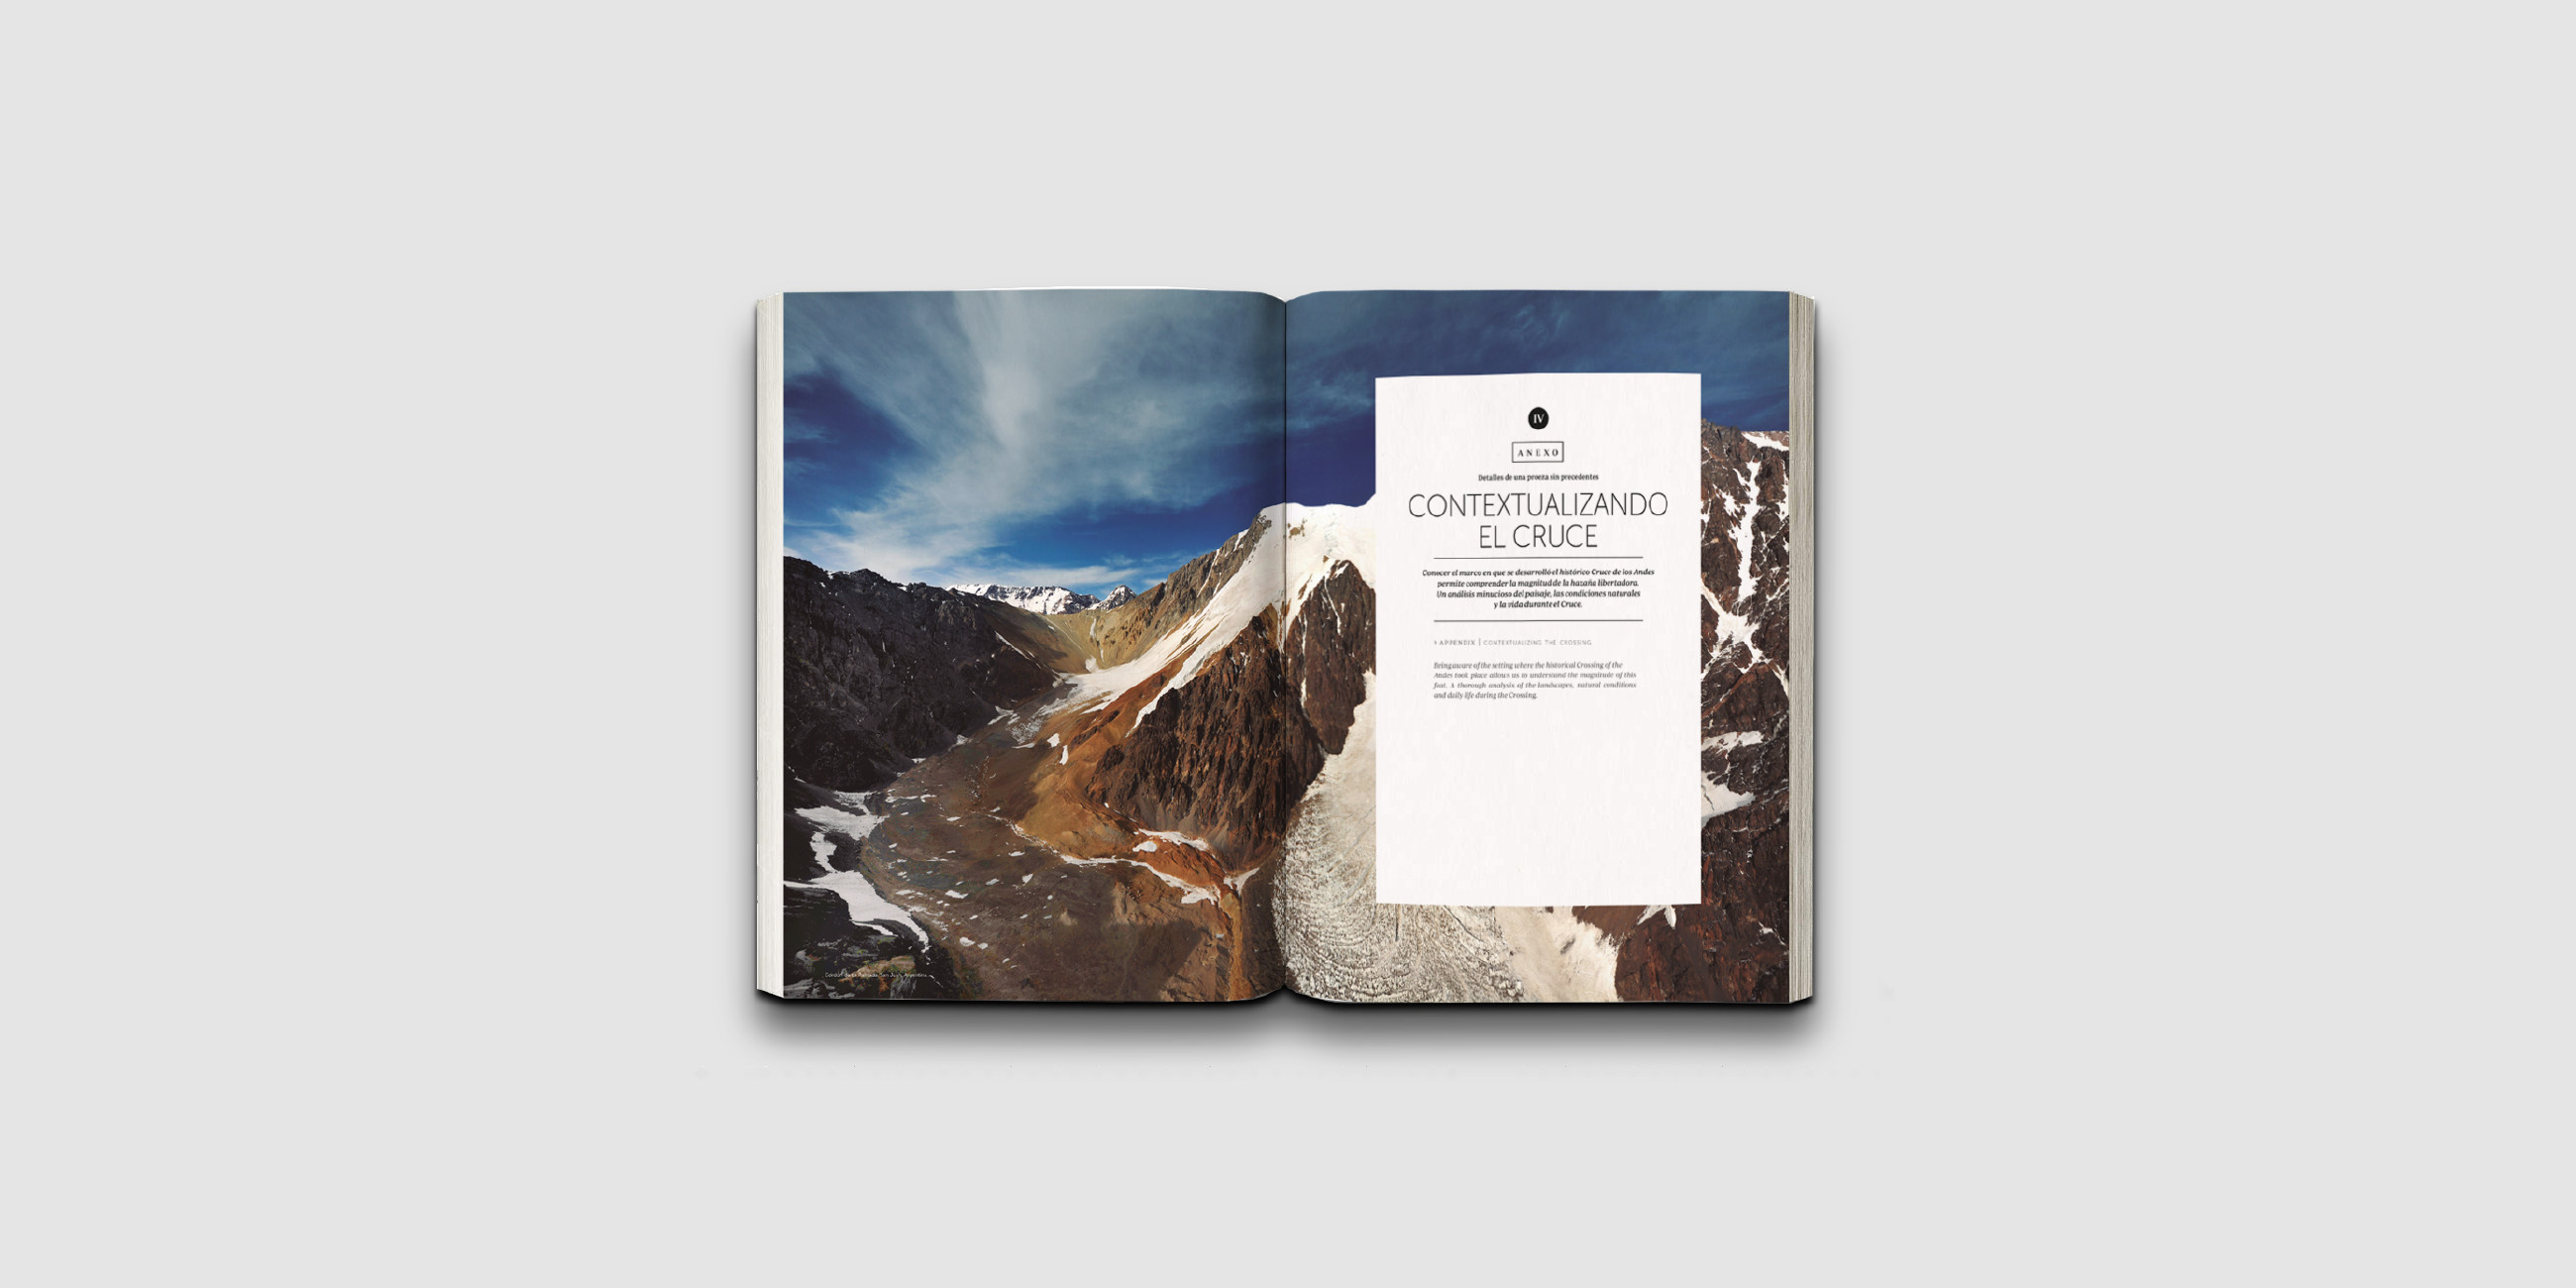 IV
ANEXO
Detalles de una proeza sin precedentes
CONTEXTUALIZANDO
EL CRUCE
Conocer el marco en que se desarrolló el histórico Cruce de los Andes
permite comprender la magnitud de la hazaña libertadora.
Un análisis minucioso del paisaje, las condiciones naturales
y la vida durante el Cruce.
› APPENDIX | CONTEXTUALIZING THE CROSSING
Being aware of the setting where the historical Crossing of the
Andes took place allows us to understand the magnitude of this
feat. A thorough analysis of the landscapes, natural conditions
and daily life during the Crossing.